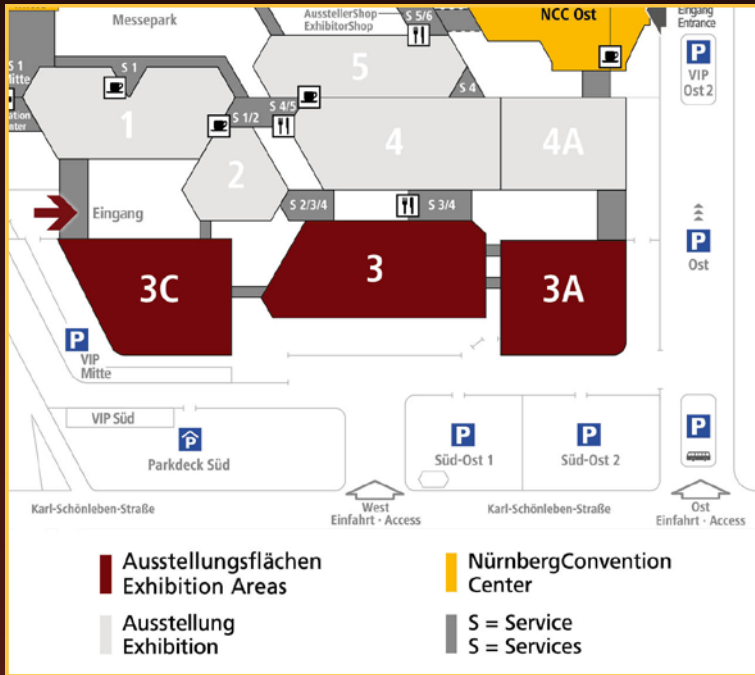 Messepark
AusstellerShop
ExhibitorShop
S 5/6
NCC Ost
Eingang
Entrance
S 1
Mitte
S 1
5
S 4
P
VIP
Ost 2
1
S 1/2
S 4/5
4
4A
2
Eingang
S 2/3/4
S 3/4
P
Ost
3C
3
3A
P
VIP
Mitte
VIP Süd
P
Parkdeck Süd
P
Süd-Ost 1
P
Süd-Ost 2
P
Karl-Schönleben-Straße
West
Einfahrt · Access
Karl-Schönleben-Straße
Ost
Einfahrt · Access
Ausstellungsflächen
Exhibition Areas
NürnbergConvention
Center
Ausstellung
Exhibition
S = Service
S = Services